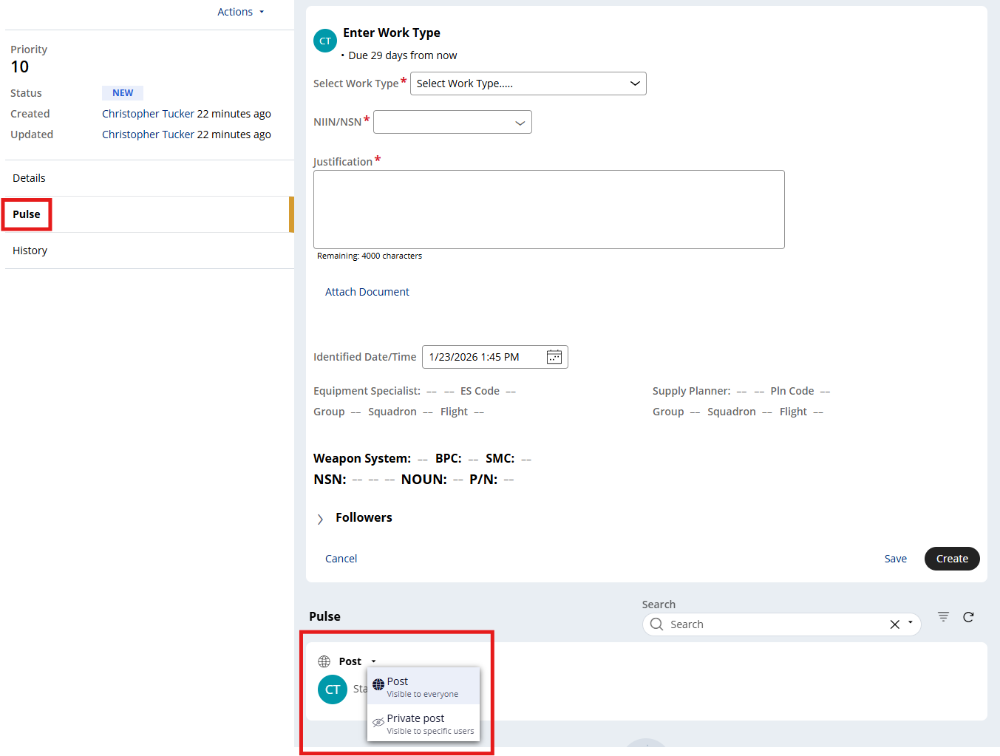 Actions
Priority
10
Status NEW
Created Christopher Tucker 22 minutes ago
Updated Christopher Tucker 22 minutes ago
Details
Pulse
History
CT
Enter Work Type
• Due 29 days from now
Select Work Type* Select Work Type.....
NIIN/NSN*
Justification*
Remaining: 4000 characters
Attach Document
Identified Date/Time 1/23/2026 1:45 PM
Equipment Specialist: –– –– ES Code –– Supply Planner: –– –– Pln Code ––
Group –– Squadron –– Flight –– Group –– Squadron –– Flight ––
Weapon System: –– BPC: –– SMC: ––
NSN: –– –– –– NOUN: –– P/N: ––
Followers
Cancel Save Create
Pulse
Search
Search
Post
CT Sta
Post
Visible to everyone
Private post
Visible to specific users